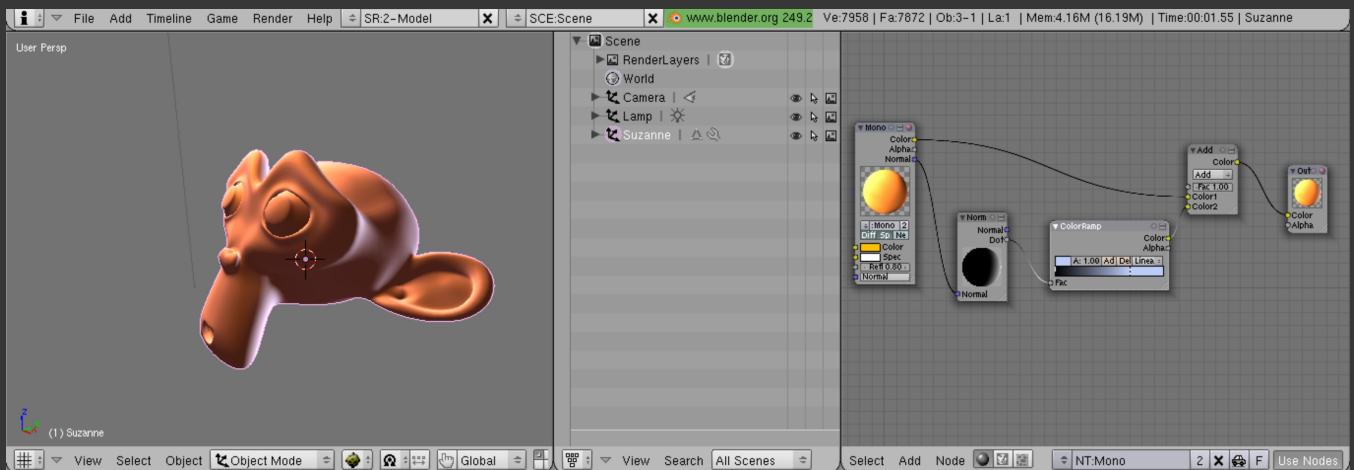 File Add Timeline Game Render Help SR:2-Model X SCE:Scene X www.blender.org 249.2 Ve:7958 | Fa:7872 | Ob:3-1 | La:1 | Mem:4.16M (16.19M) | Time:00:01.55 | Suzanne
User Persp
z
(1) Suzanne
View Select Object Object Mode Global
Scene
RenderLayers |
World
Camera |
Lamp |
Suzanne |
View Search All Scenes
Mono
Color
Alpha
Normal
:Mono 2
Diff Sp Ne
Color
Spec
Refl 0.80
Normal
Norm
Normal
Dot
Normal
ColorRamp
Color
Alpha
A: 1.00 Ad Del Linea
Fac
Add
Color
Add
Fac 1.00
Color1
Color2
Out
Color
Alpha
Select Add Node NT:Mono 2 X F Use Nodes